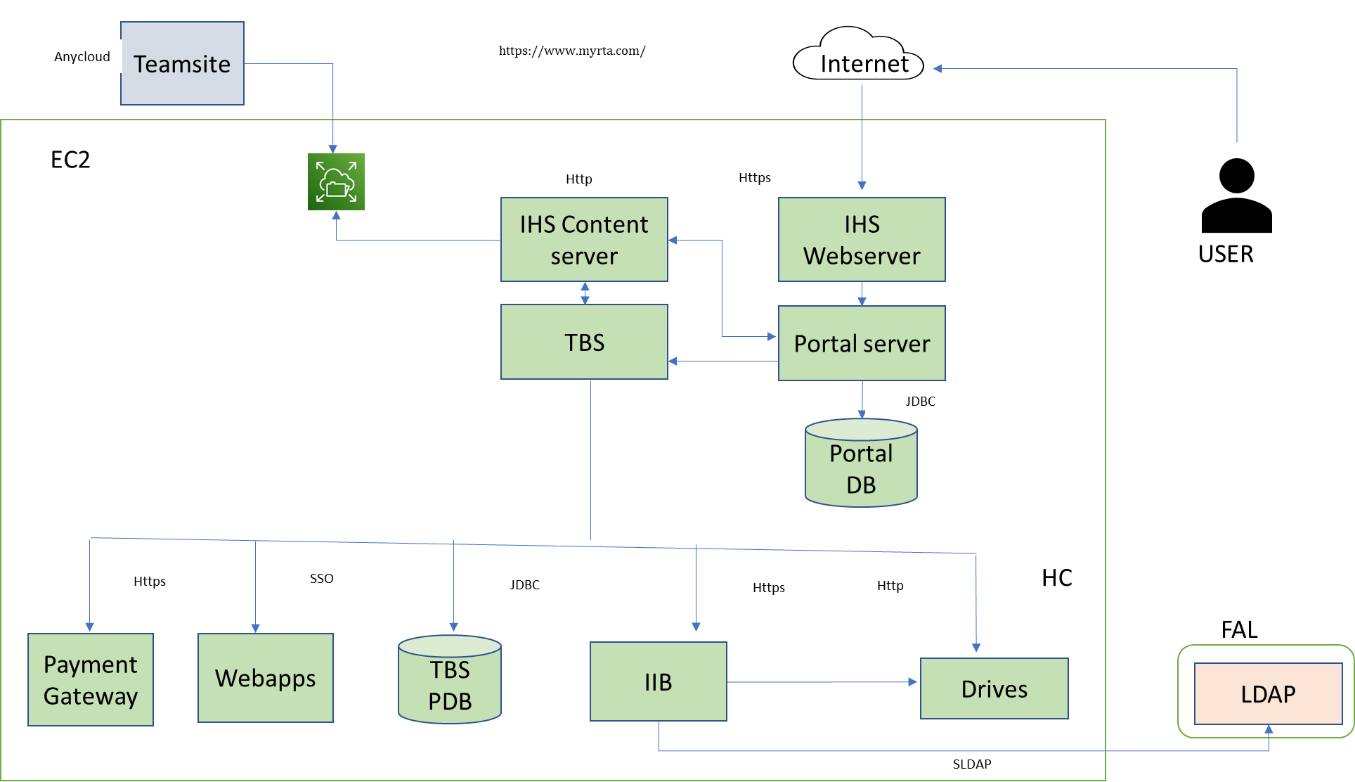 Anycloud
Teamsite
https://www.myrta.com/
Internet
EC2
Http
Https
IHS Content
server
IHS
Webserver
USER
TBS
Portal server
JDBC
Portal
DB
Https
SSO
JDBC
Https
Http
HC
FAL
Payment
Gateway
Webapps
TBS
PDB
IIB
Drives
LDAP
SLDAP